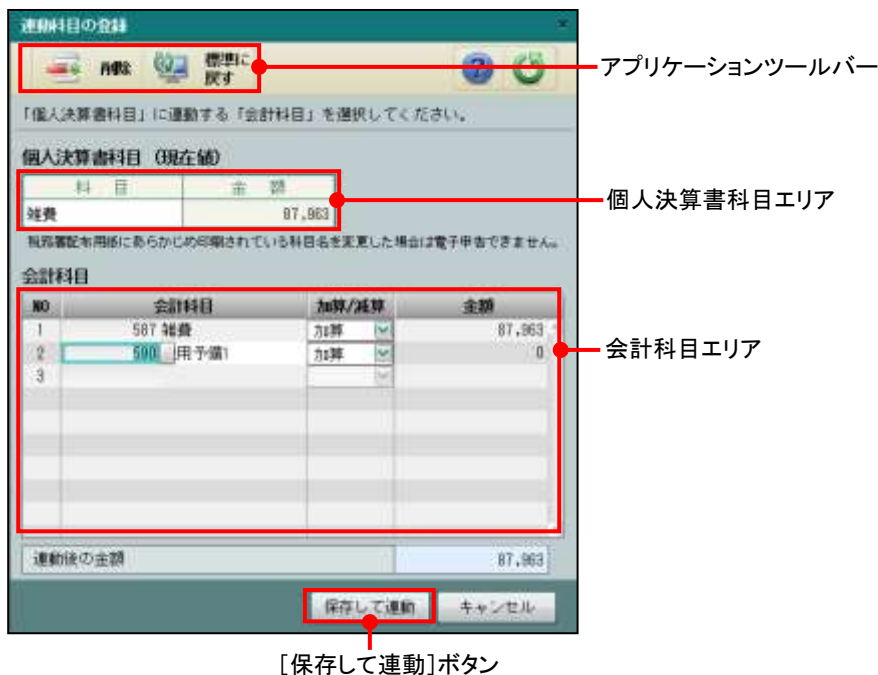 連動科目の登録
×
削除
標準に
戻す
?
アプリケーションツールバー
「個人決算書科目」に連動する「会計科目」を選択してください。
個人決算書科目 (現在値)
科 目 金 額
雑費 87,963
個人決算書科目エリア
税務署配布用紙にあらかじめ印刷されている科目名を変更した場合は電子申告できません。
会計科目
NO 会計科目 加算/減算 金額
1 587 雑費 加算 87,963
2 590 用予備1 加算 0
会計科目エリア
3
連動後の金額 87,963
保存して連動 キャンセル
[保存して連動]ボタン